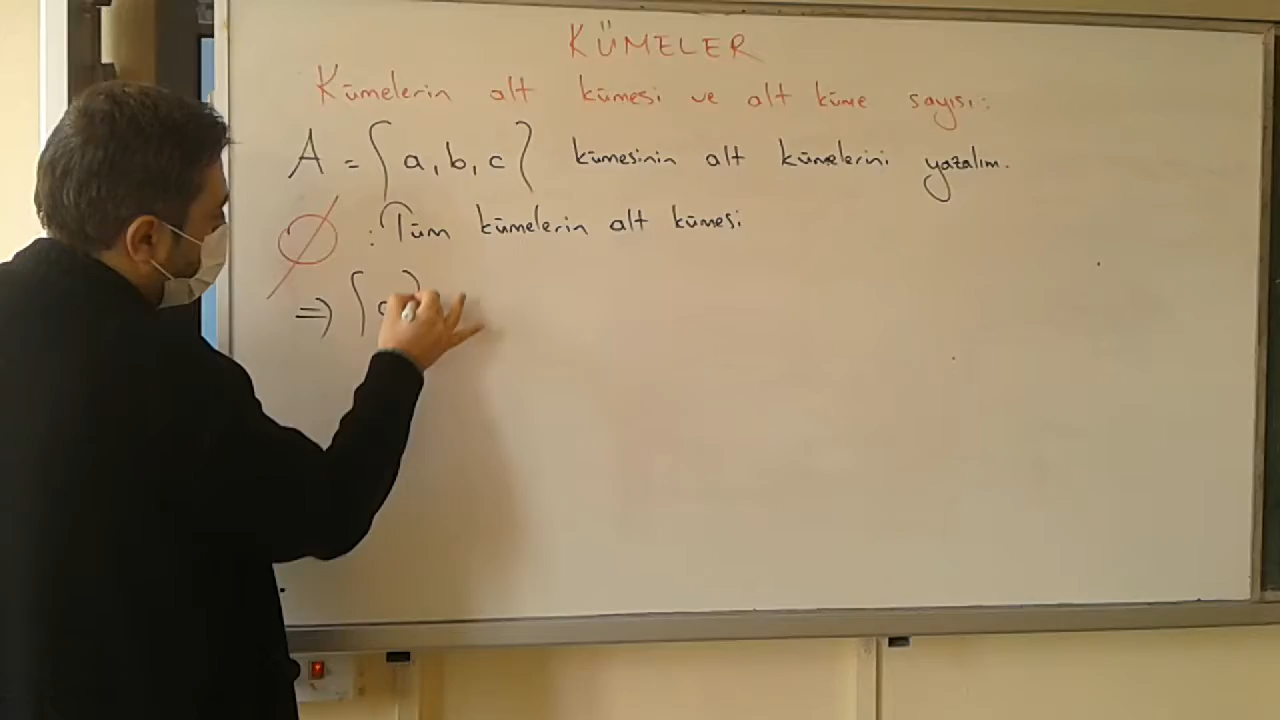 KÜMELER
Kümelerin alt kümesi ve alt küme sayısı:
A = {a, b, c} kümesinin alt kümelerini yazalım.
∅ : Tüm kümelerin alt kümesi
⇒ {a}